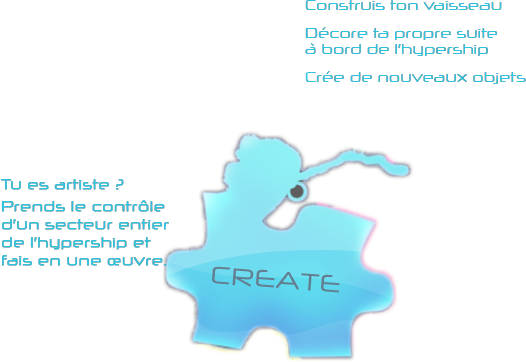 Construis ton vaisseau
Décore ta propre suite
à bord de l'hypership
Crée de nouveaux objets
Tu es artiste ?
Prends le contrôle
d'un secteur entier
de l'hypership et
fais en une œuvre.
CREATE